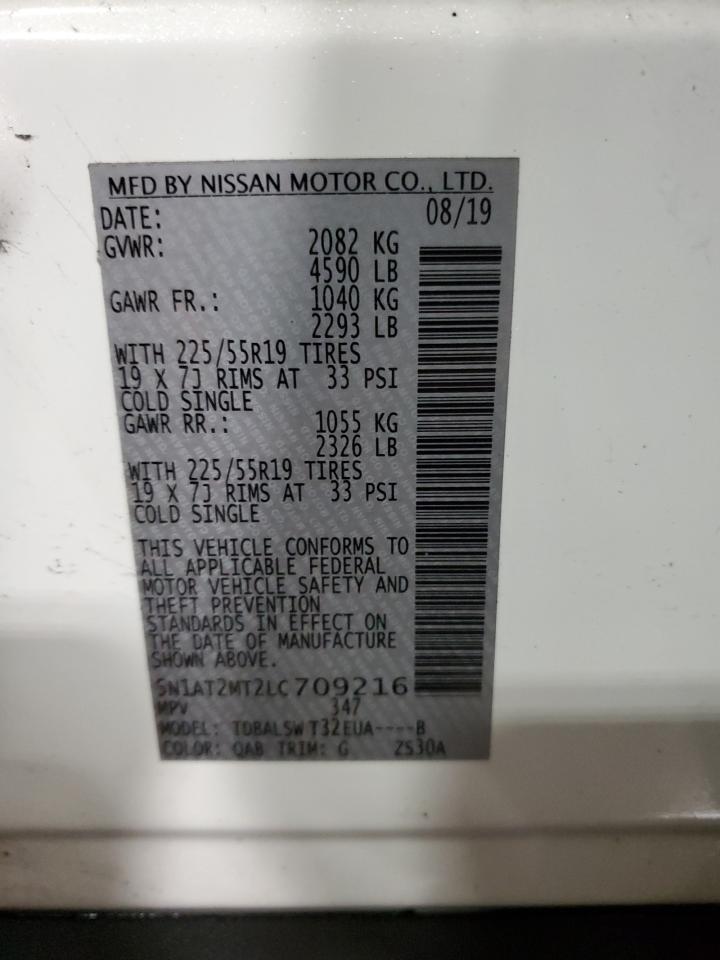 MFD BY NISSAN MOTOR CO., LTD.
DATE: 08/19
GVWR: 2082 KG
4590 LB
GAWR FR.: 1040 KG
2293 LB
WITH 225/55R19 TIRES
19 X 7J RIMS AT 33 PSI
COLD SINGLE
GAWR RR.: 1055 KG
2326 LB
WITH 225/55R19 TIRES
19 X 7J RIMS AT 33 PSI
COLD SINGLE
THIS VEHICLE CONFORMS TO
ALL APPLICABLE FEDERAL
MOTOR VEHICLE SAFETY AND
THEFT PREVENTION
STANDARDS IN EFFECT ON
THE DATE OF MANUFACTURE
SHOWN ABOVE.
5N1AT2MT2LC709216
MPV 347
MODEL: TDBALSW T32EUA----B
COLOR: QAB TRIM: G ZS30A